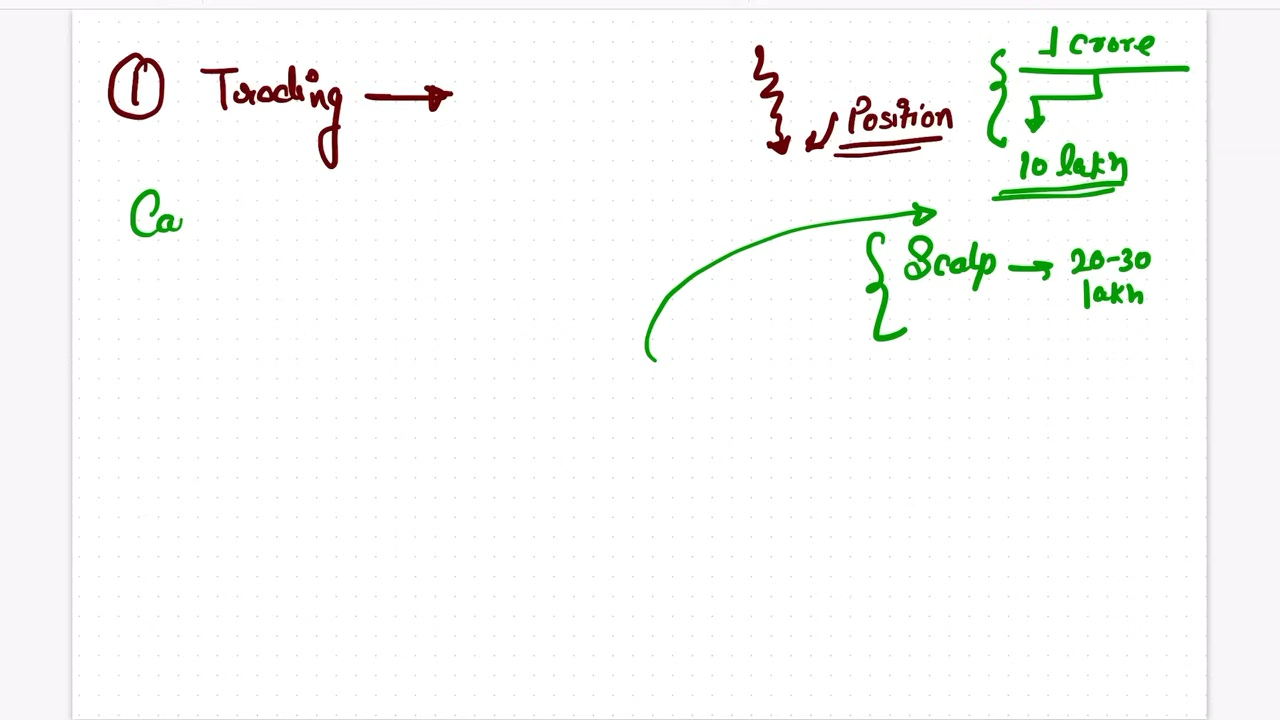 ① Trading →
Position
1 crore
10 lakh
Ca
Scalp → 20-30
lakh